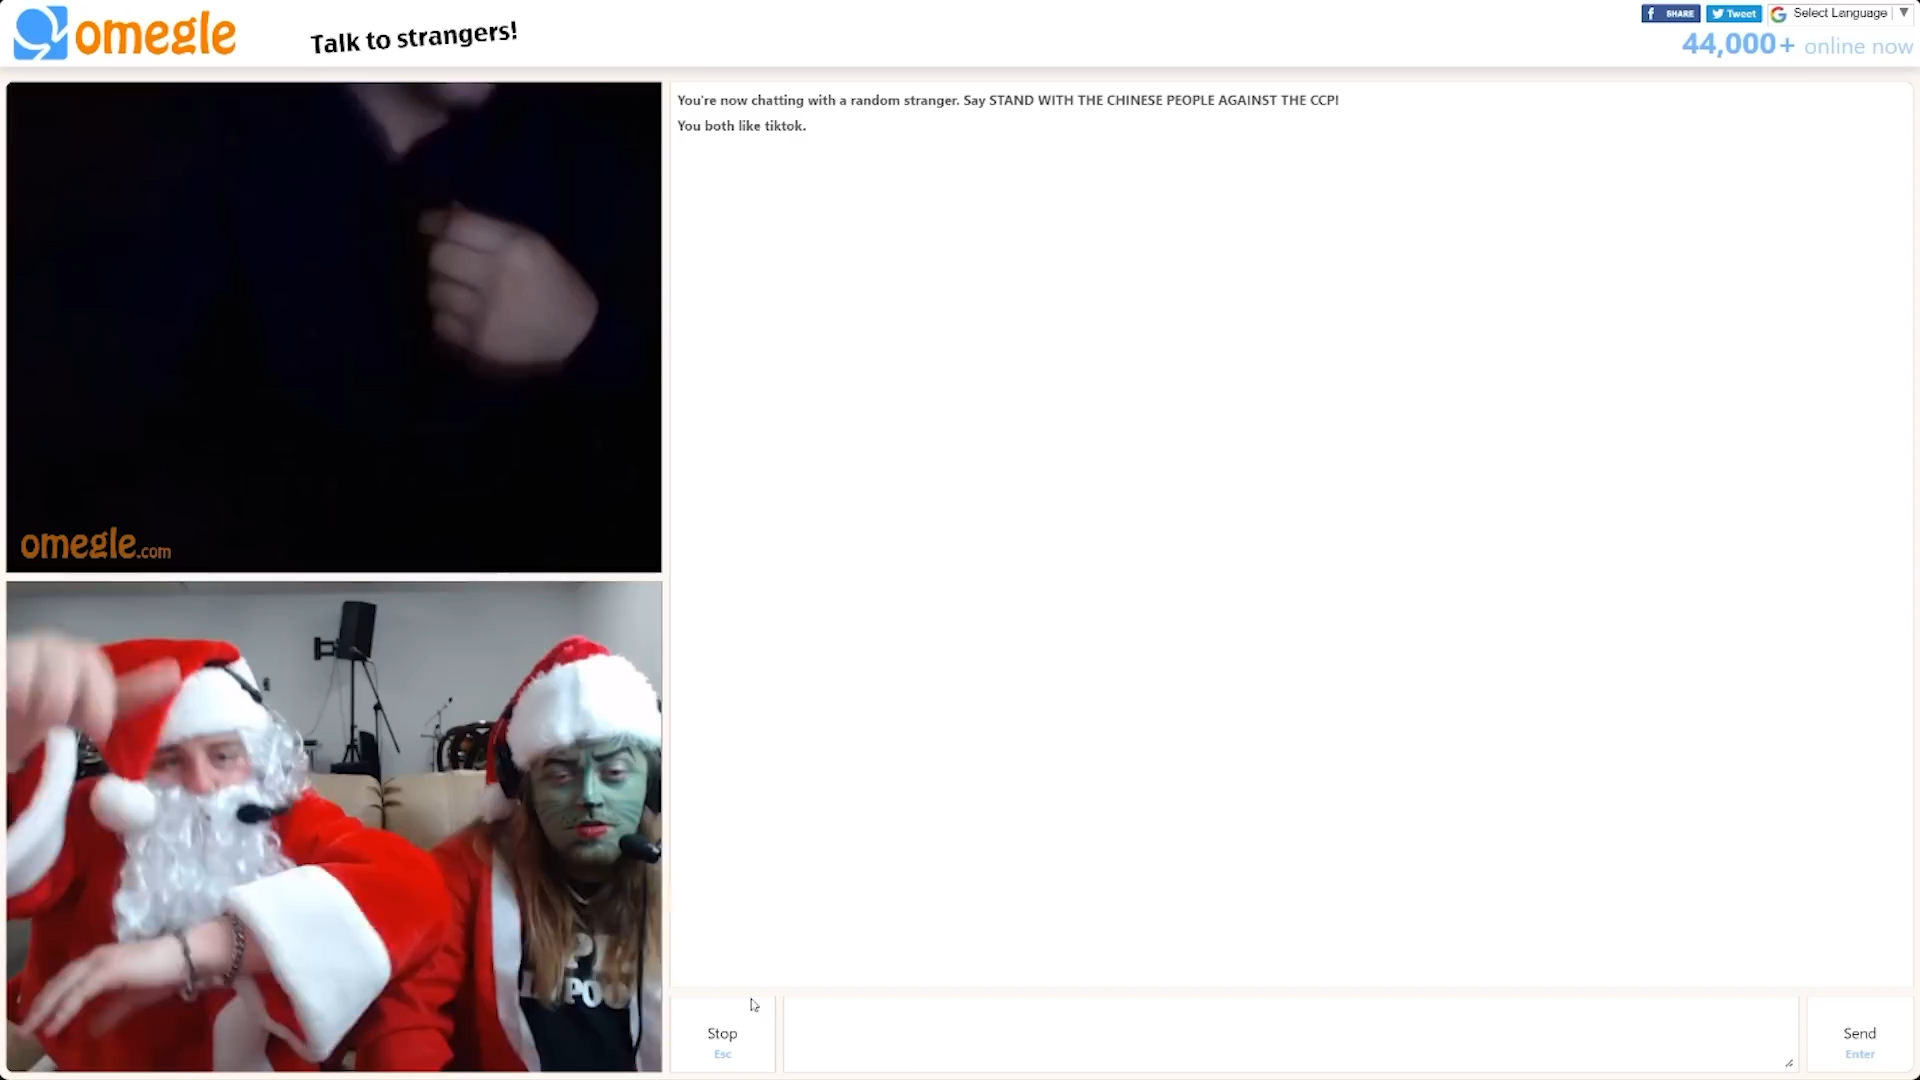 omegle
Talk to strangers!
SHARE
Tweet
Select Language
44,000+ online now
You're now chatting with a random stranger. Say STAND WITH THE CHINESE PEOPLE AGAINST THE CCP!
You both like tiktok.
omegle.com
Stop
Esc
Send
Enter